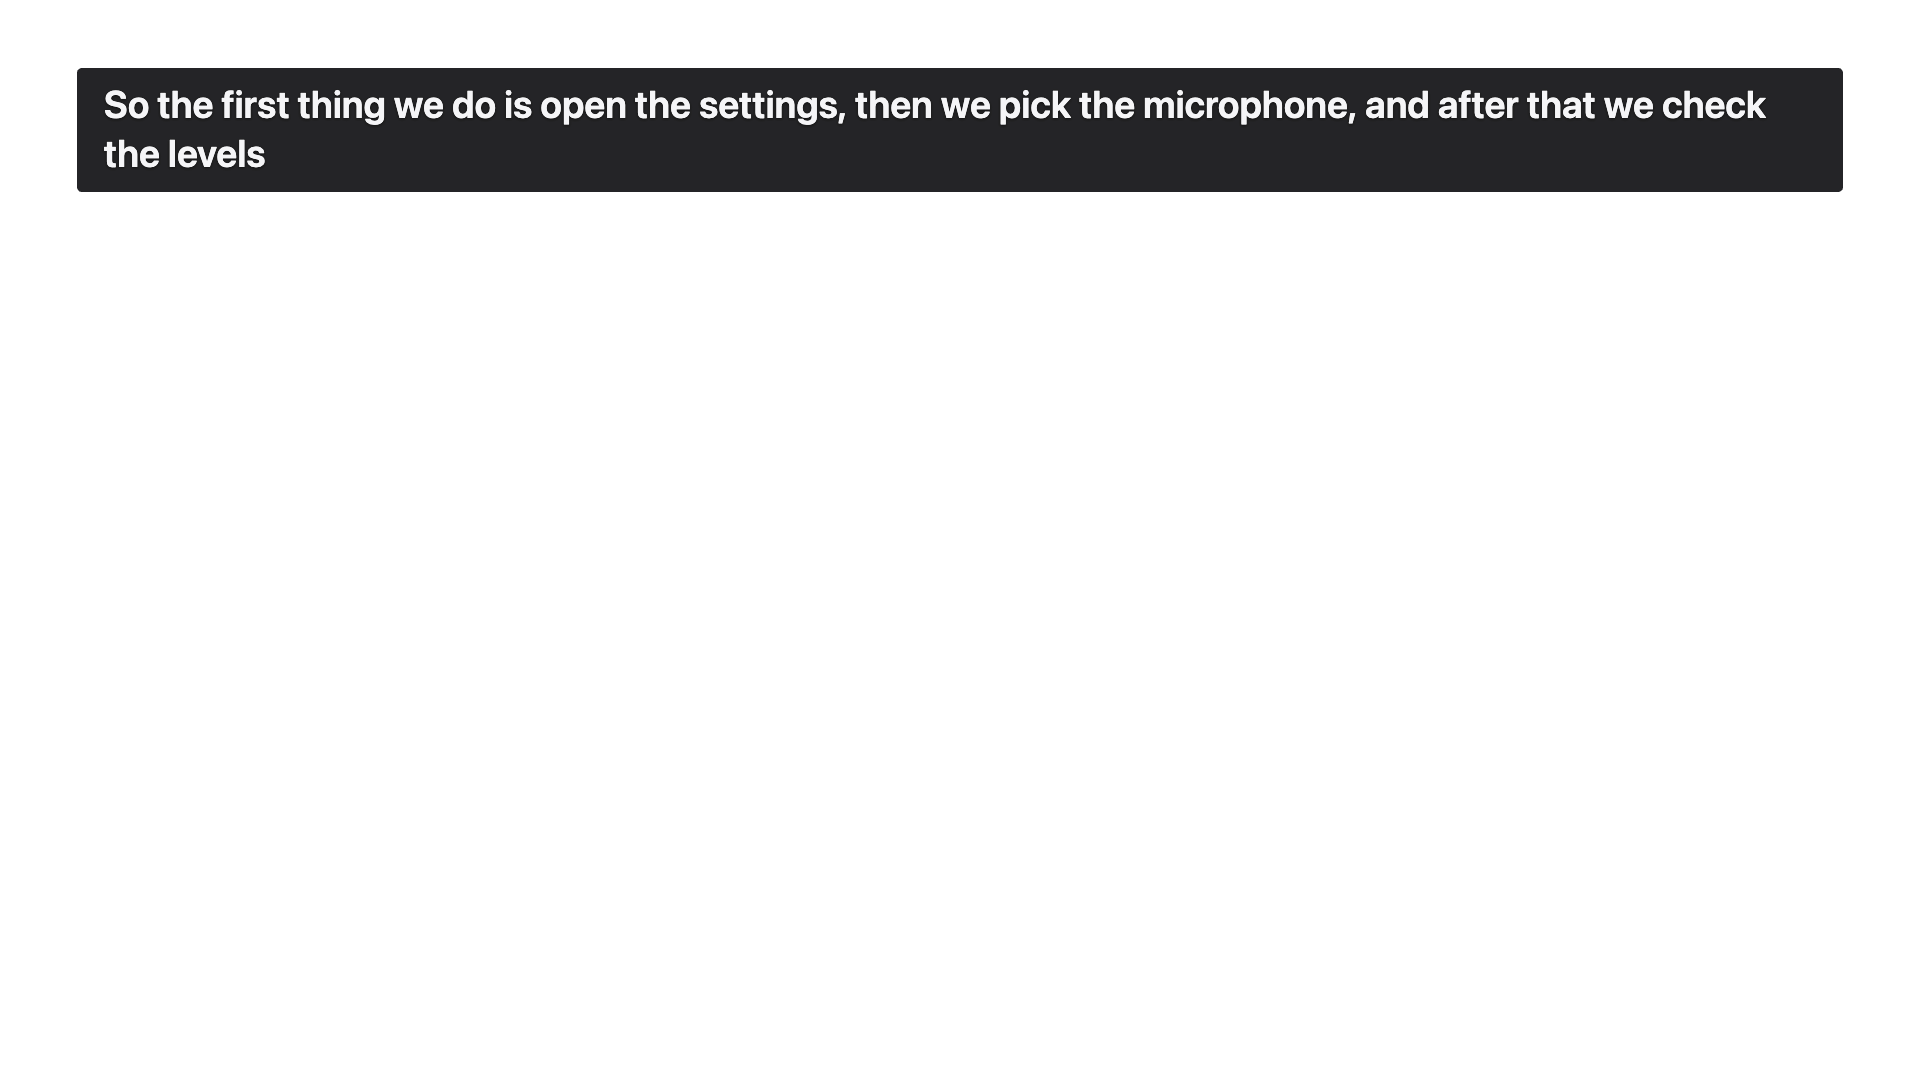 So the first thing we do is open the settings, then we pick the microphone, and after that we check
the levels